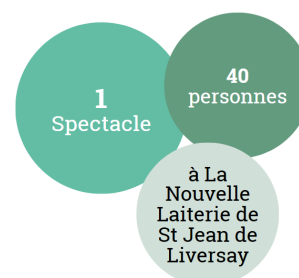 1
Spectacle
40
personnes
à La
Nouvelle
Laiterie de
St Jean de
Liversay